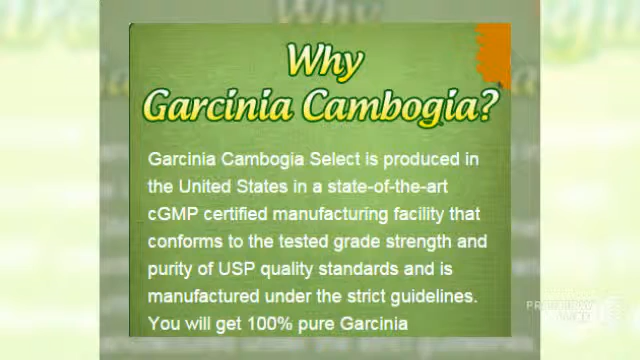 Why
Garcinia Cambogia?
Garcinia Cambogia Select is produced in
the United States in a state-of-the-art
cGMP certified manufacturing facility that
conforms to the tested grade strength and
purity of USP quality standards and is
manufactured under the strict guidelines.
You will get 100% pure Garcinia